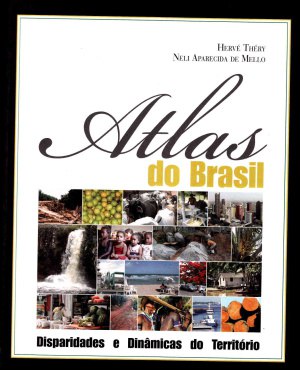 Hervé Théry
Neli Aparecida de Mello
Atlas
do Brasil
Disparidades e Dinâmicas do Território